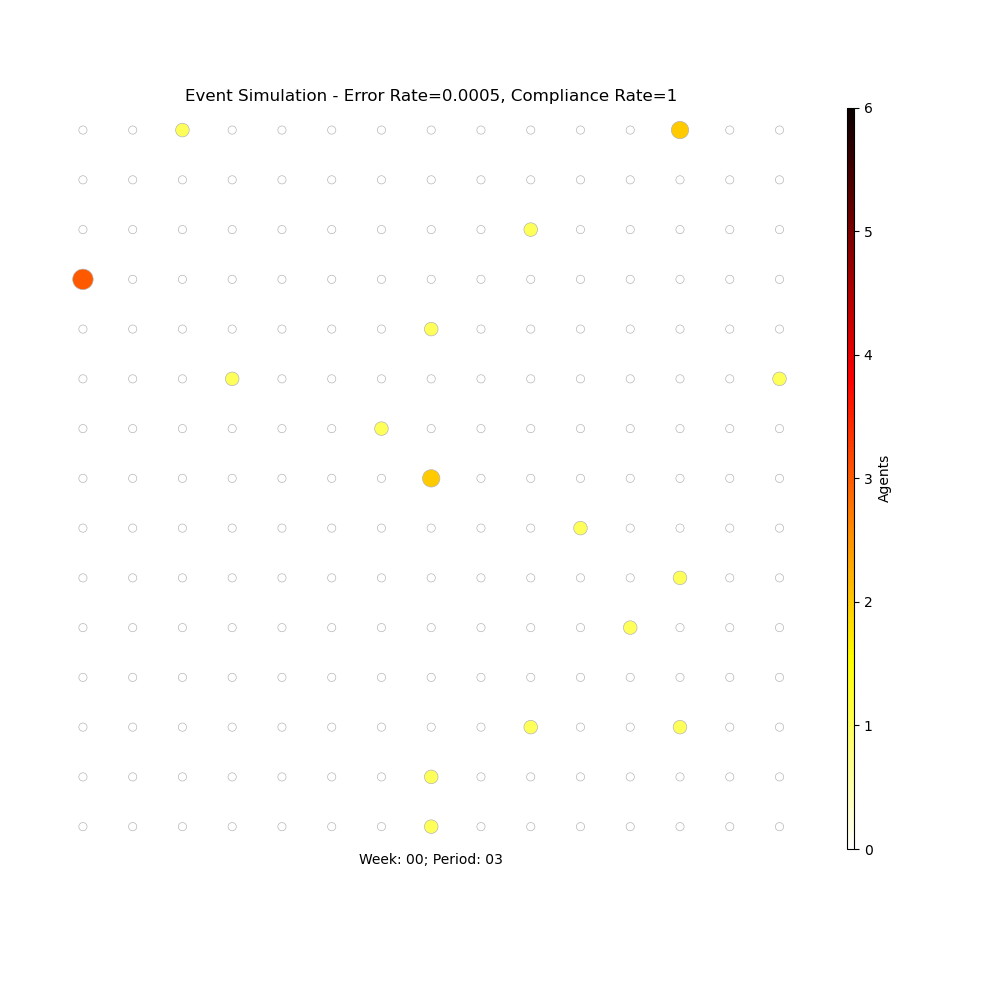 Event Simulation - Error Rate=0.0005, Compliance Rate=1
6
5
4
3
2
1
0
Agents
Week: 00; Period: 03